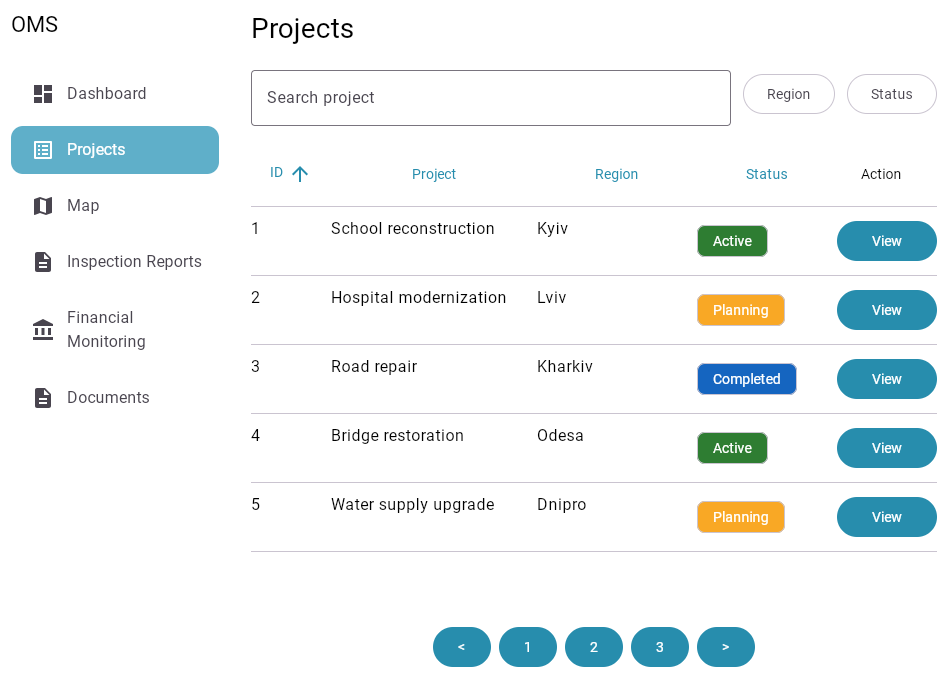 OMS
Projects
Dashboard
Projects
Map
Inspection Reports
Financial
Monitoring
Documents
Search project
Region
Status
ID Project Region Status Action
1 School reconstruction Kyiv Active View
2 Hospital modernization Lviv Planning View
3 Road repair Kharkiv Completed View
4 Bridge restoration Odesa Active View
5 Water supply upgrade Dnipro Planning View
< 1 2 3 >